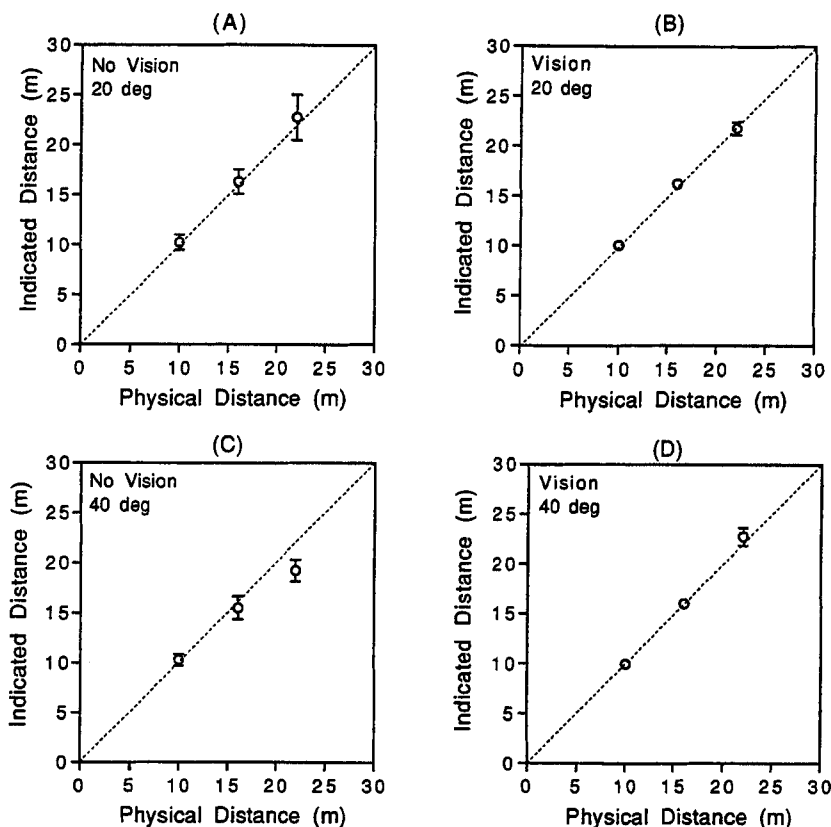 (A)
No Vision
20 deg
Indicated Distance (m)
30
25
20
15
10
5
0
0 5 10 15 20 25 30
Physical Distance (m)
(B)
Vision
20 deg
Indicated Distance (m)
30
25
20
15
10
5
0
0 5 10 15 20 25 30
Physical Distance (m)
(C)
No Vision
40 deg
Indicated Distance (m)
30
25
20
15
10
5
0
0 5 10 15 20 25 30
Physical Distance (m)
(D)
Vision
40 deg
Indicated Distance (m)
30
25
20
15
10
5
0
0 5 10 15 20 25 30
Physical Distance (m)